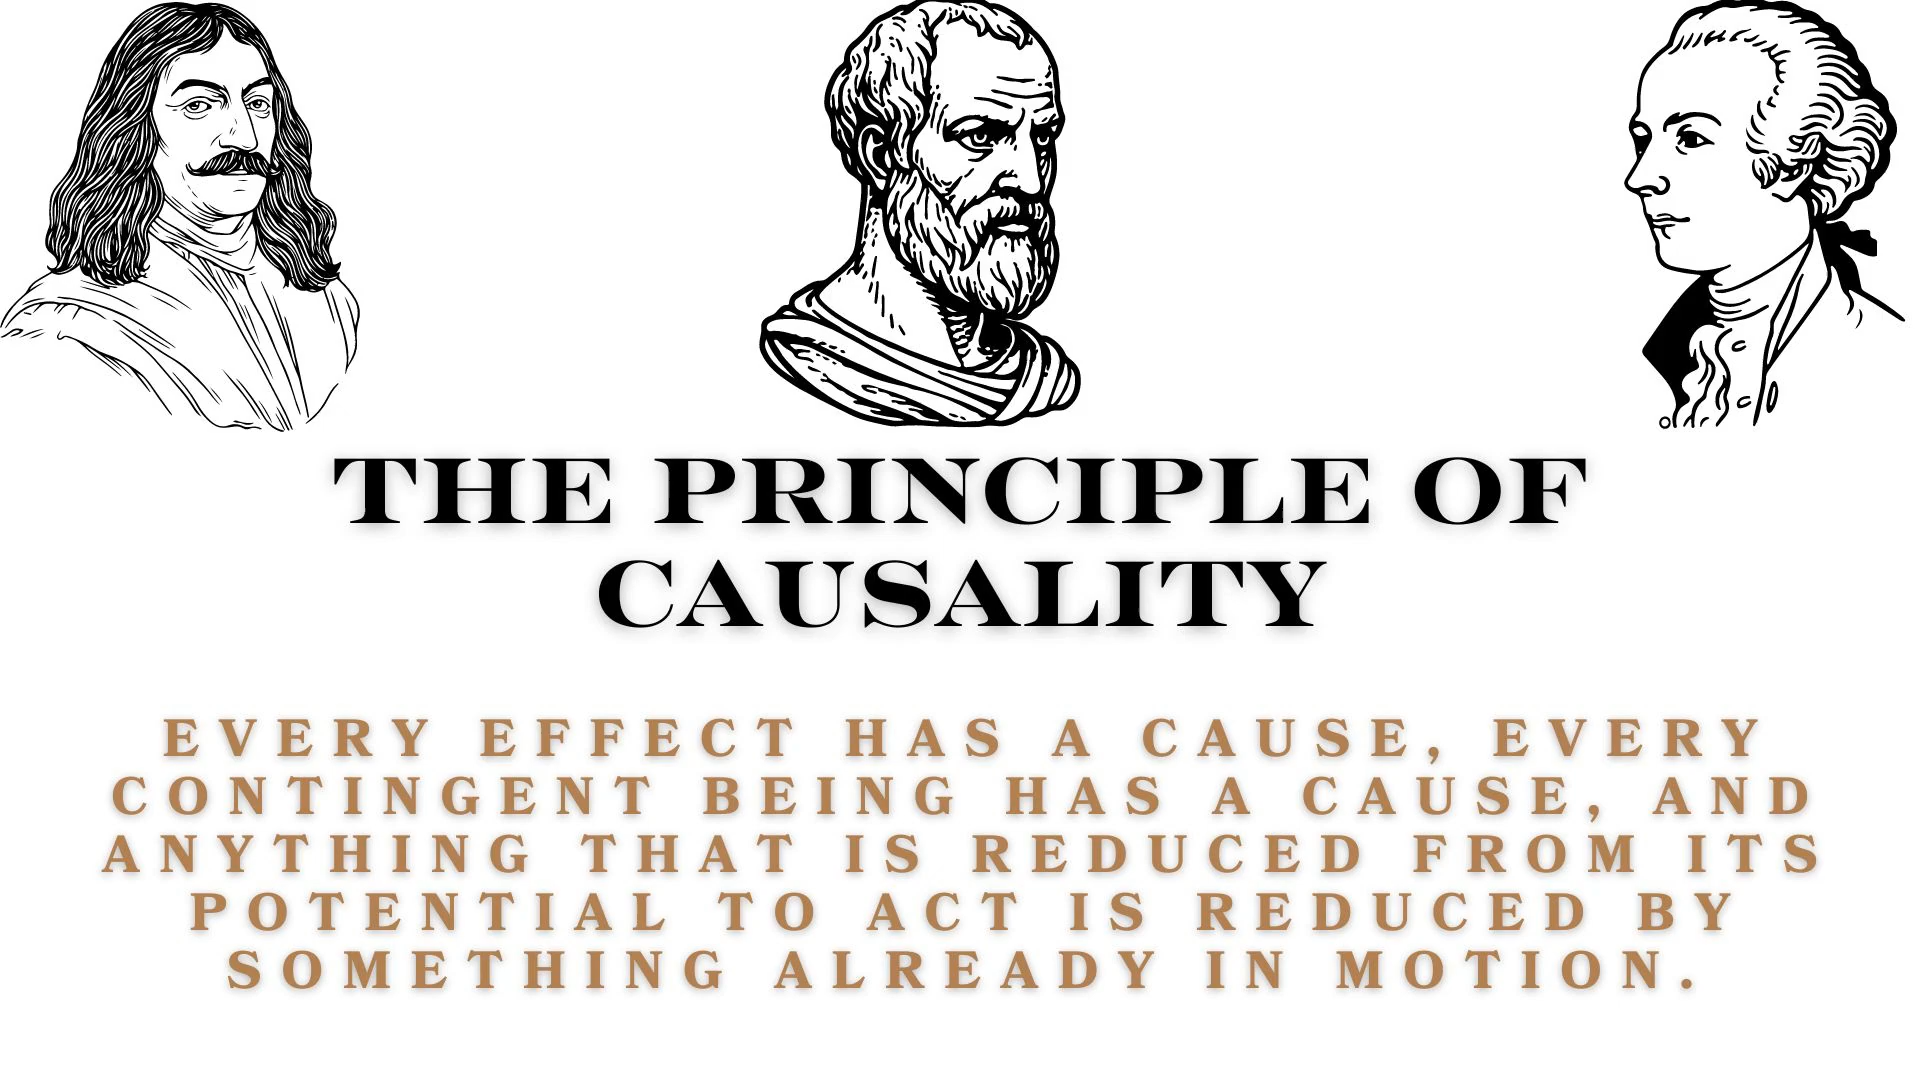 THE PRINCIPLE OF
CAUSALITY
EVERY EFFECT HAS A CAUSE, EVERY
CONTINGENT BEING HAS A CAUSE, AND
ANYTHING THAT IS REDUCED FROM ITS
POTENTIAL TO ACT IS REDUCED BY
SOMETHING ALREADY IN MOTION.